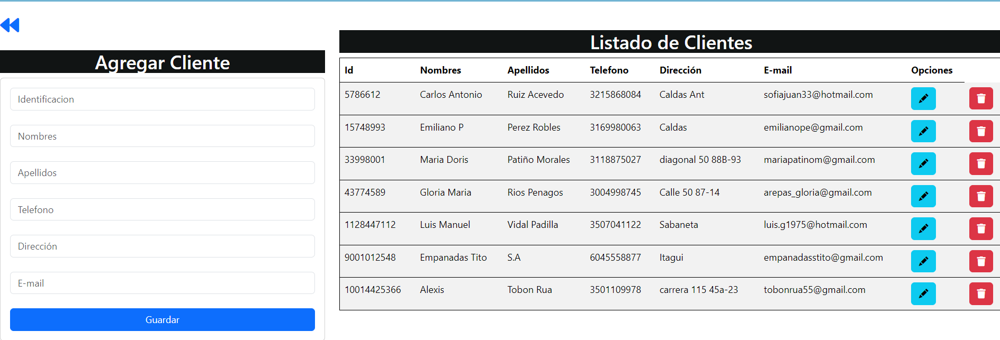 Agregar Cliente
Identificacion
Nombres
Apellidos
Telefono
Dirección
E-mail
Guardar
Listado de Clientes
Id Nombres Apellidos Telefono Dirección E-mail Opciones
5786612 Carlos Antonio Ruiz Acevedo 3215868084 Caldas Ant sofiajuan33@hotmail.com
15748993 Emiliano P Perez Robles 3169980063 Caldas emilianope@gmail.com
33998001 Maria Doris Patiño Morales 3118875027 diagonal 50 88B-93 mariapatinom@gmail.com
43774589 Gloria Maria Rios Penagos 3004998745 Calle 50 87-14 arepas_gloria@gmail.com
1128447112 Luis Manuel Vidal Padilla 3507041122 Sabaneta luis.g1975@hotmail.com
9001012548 Empanadas Tito S.A 6045558877 Itagui empanadasstito@gmail.com
10014425366 Alexis Tobon Rua 3501109978 carrera 115 45a-23 tobonrua55@gmail.com